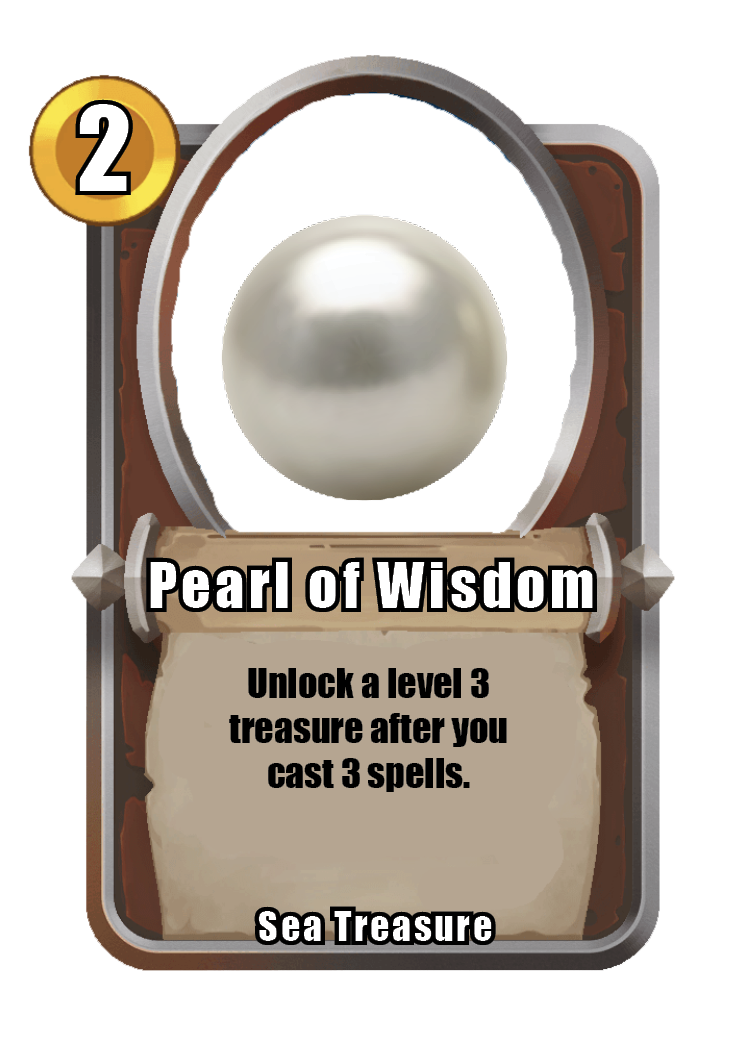 2
Pearl of Wisdom
Unlock a level 3
treasure after you
cast 3 spells.
Sea Treasure